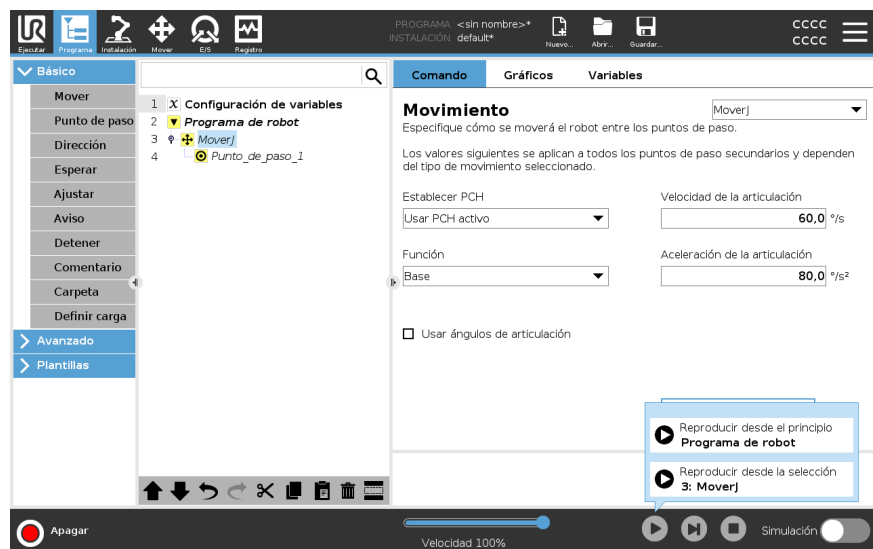 PROGRAMA <sin nombre>*
INSTALACIÓN default*
CCCC
CCCC
Ejecutar Programa Instalación Mover E/S Registro Nuevo... Abrir... Guardar...
Básico
Mover
Punto de paso
Dirección
Esperar
Ajustar
Aviso
Detener
Comentario
Carpeta
Definir carga
Avanzado
Plantillas
1 X Configuración de variables
2 Programa de robot
3 MoverJ
4 Punto_de_paso_1
Comando Gráficos Variables
Movimiento
MoverJ
Especifique cómo se moverá el robot entre los puntos de paso.
Los valores siguientes se aplican a todos los puntos de paso secundarios y dependen
del tipo de movimiento seleccionado.
Establecer PCH Velocidad de la articulación
Usar PCH activo 60,0 °/s
Función Aceleración de la articulación
Base 80,0 °/s²
Usar ángulos de articulación
Reproducir desde el principio
Programa de robot
Reproducir desde la selección
3: MoverJ
Apagar
Velocidad 100%
Simulación